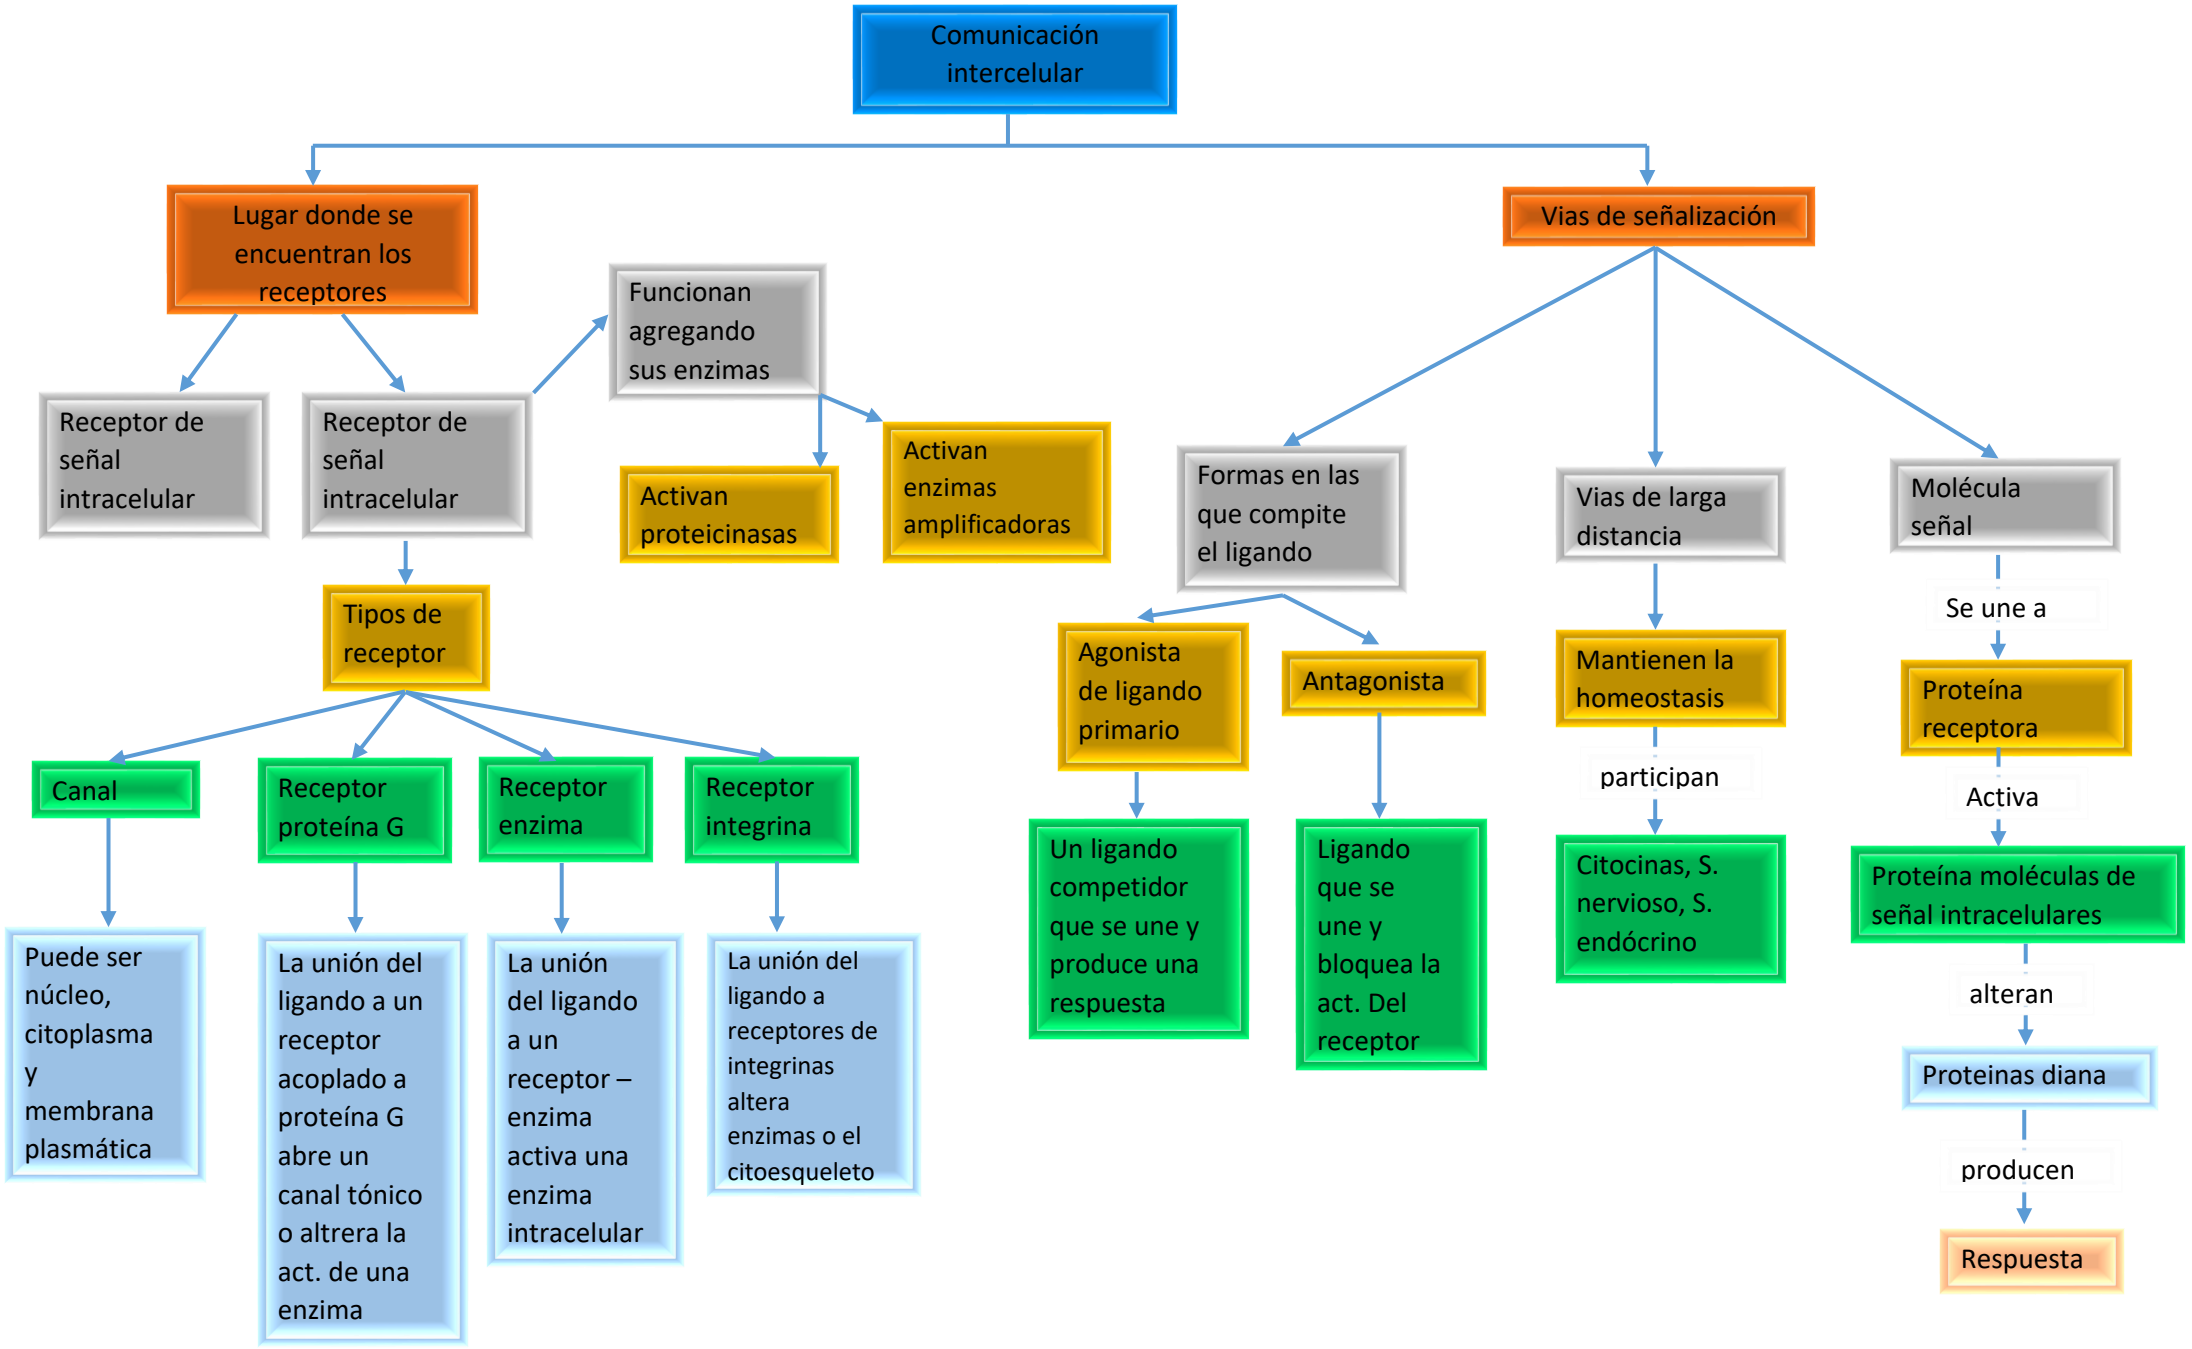 Comunicación
intercelular
Lugar donde se
encuentran los
receptores
Vias de señalización
Funcionan
agregando
sus enzimas
Receptor de
señal
intracelular
Receptor de
señal
intracelular
Activan
proteicinasas
Activan
enzimas
amplificadoras
Formas en las
que compite
el ligando
Vias de larga
distancia
Molécula
señal
Se une a
Tipos de
receptor
Agonista
de ligando
primario
Antagonista
Mantienen la
homeostasis
Proteína
receptora
participan
Activa
Canal
Receptor
proteína G
Receptor
enzima
Receptor
integrina
Un ligando
competidor
que se une y
produce una
respuesta
Ligando
que se
une y
bloquea la
act. Del
receptor
Citocinas, S.
nervioso, S.
endócrino
Proteína moléculas de
señal intracelulares
alteran
Puede ser
núcleo,
citoplasma
y
membrana
plasmática
La unión del
ligando a un
receptor
acoplado a
proteína G
abre un
canal tónico
o altrera la
act. de una
enzima
La unión
del ligando
a un
receptor –
enzima
activa una
enzima
intracelular
La unión del
ligando a
receptores de
integrinas
altera
enzimas o el
citoesqueleto
Proteinas diana
producen
Respuesta